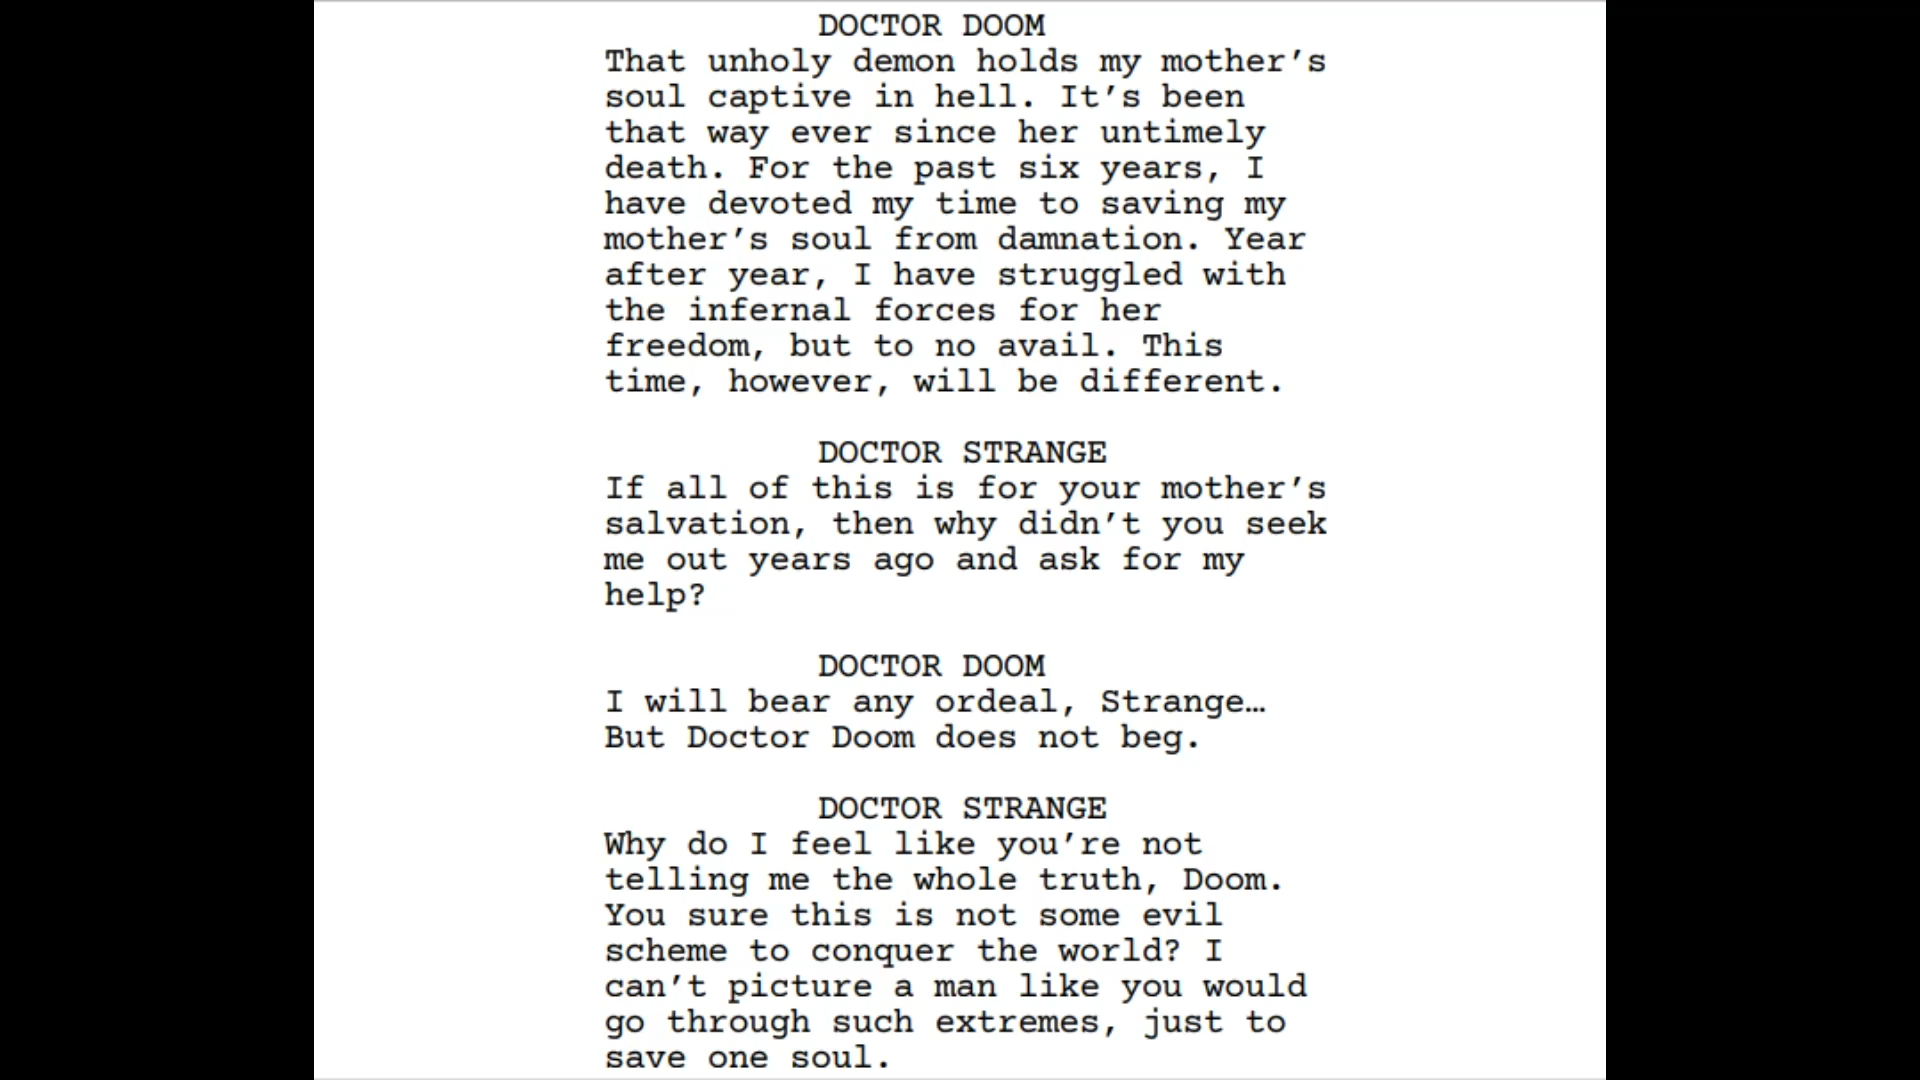 DOCTOR DOOM
That unholy demon holds my mother’s
soul captive in hell. It’s been
that way ever since her untimely
death. For the past six years, I
have devoted my time to saving my
mother’s soul from damnation. Year
after year, I have struggled with
the infernal forces for her
freedom, but to no avail. This
time, however, will be different.
DOCTOR STRANGE
If all of this is for your mother’s
salvation, then why didn’t you seek
me out years ago and ask for my
help?
DOCTOR DOOM
I will bear any ordeal, Strange…
But Doctor Doom does not beg.
DOCTOR STRANGE
Why do I feel like you’re not
telling me the whole truth, Doom.
You sure this is not some evil
scheme to conquer the world? I
can’t picture a man like you would
go through such extremes, just to
save one soul.